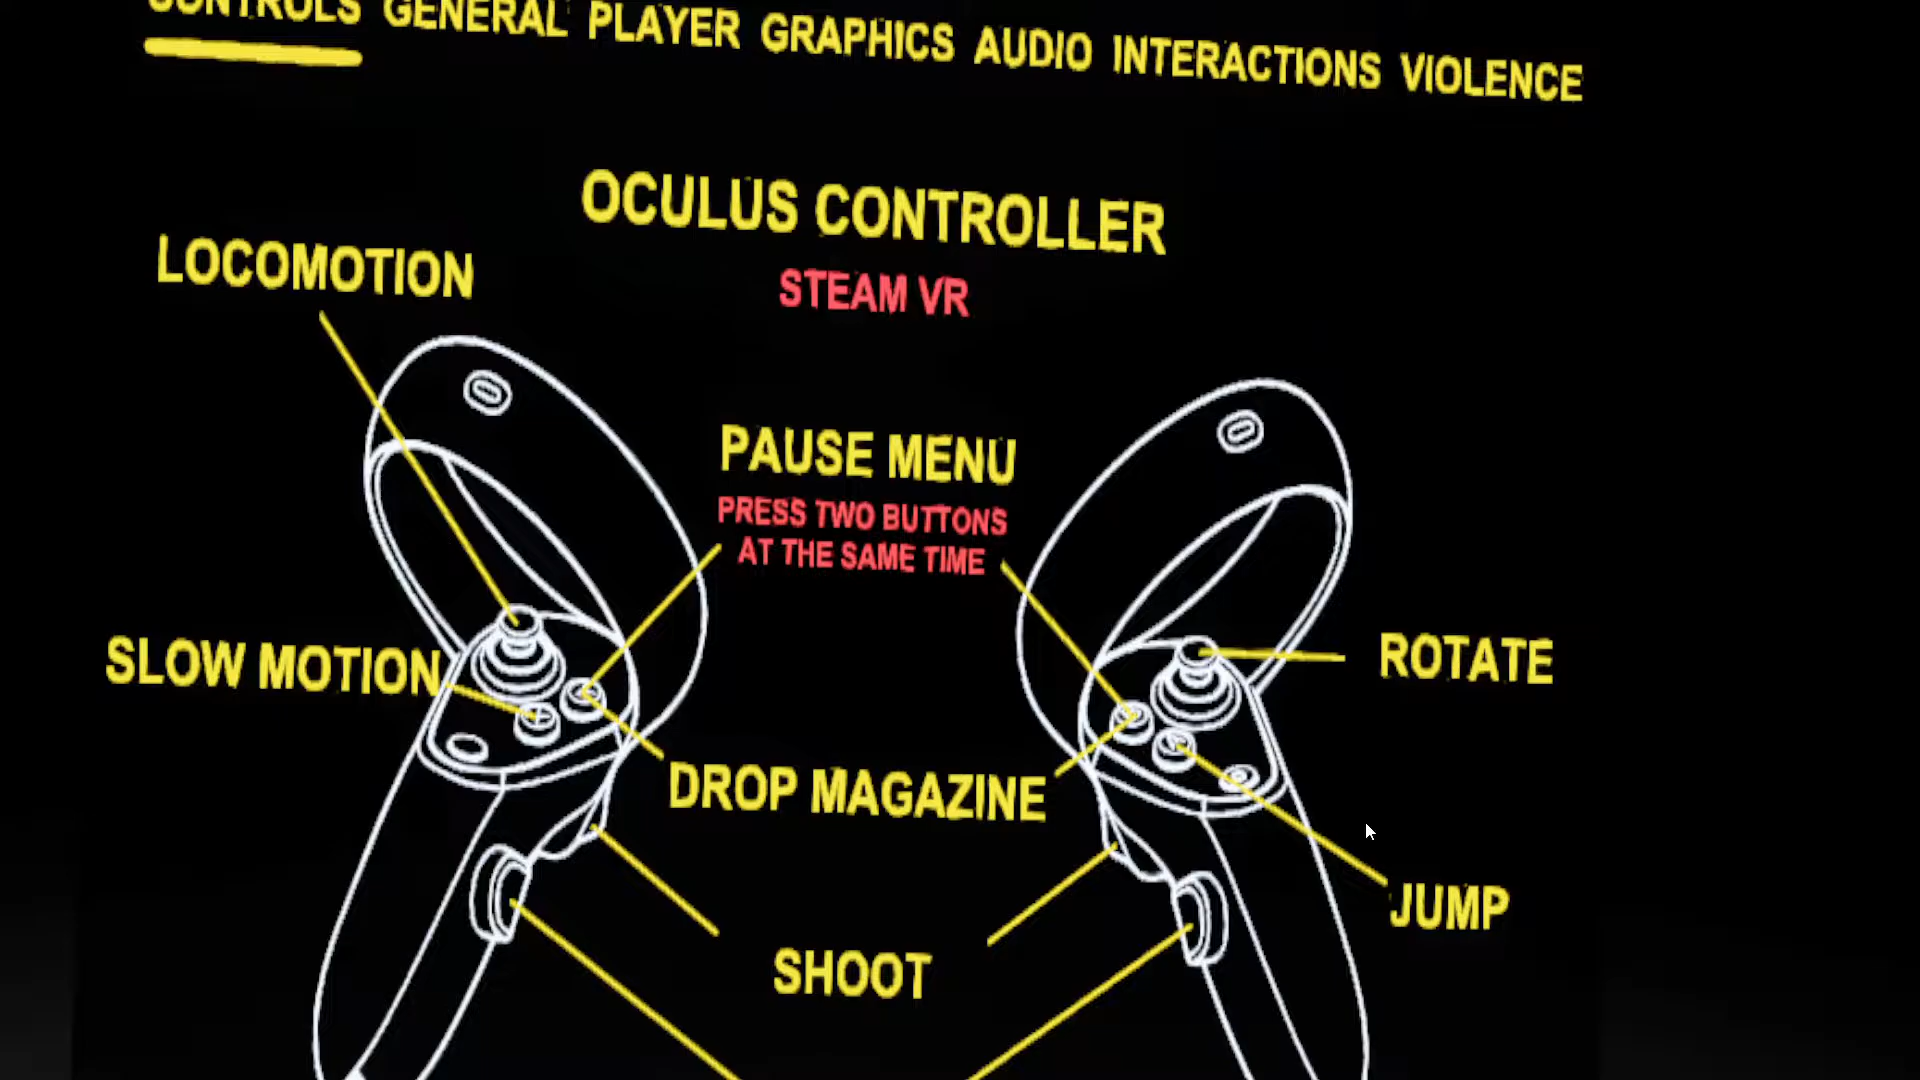 CONTROLS GENERAL PLAYER GRAPHICS AUDIO INTERACTIONS VIOLENCE
OCULUS CONTROLLER
STEAM VR
LOCOMOTION
PAUSE MENU
PRESS TWO BUTTONS
AT THE SAME TIME
SLOW MOTION
ROTATE
DROP MAGAZINE
JUMP
SHOOT